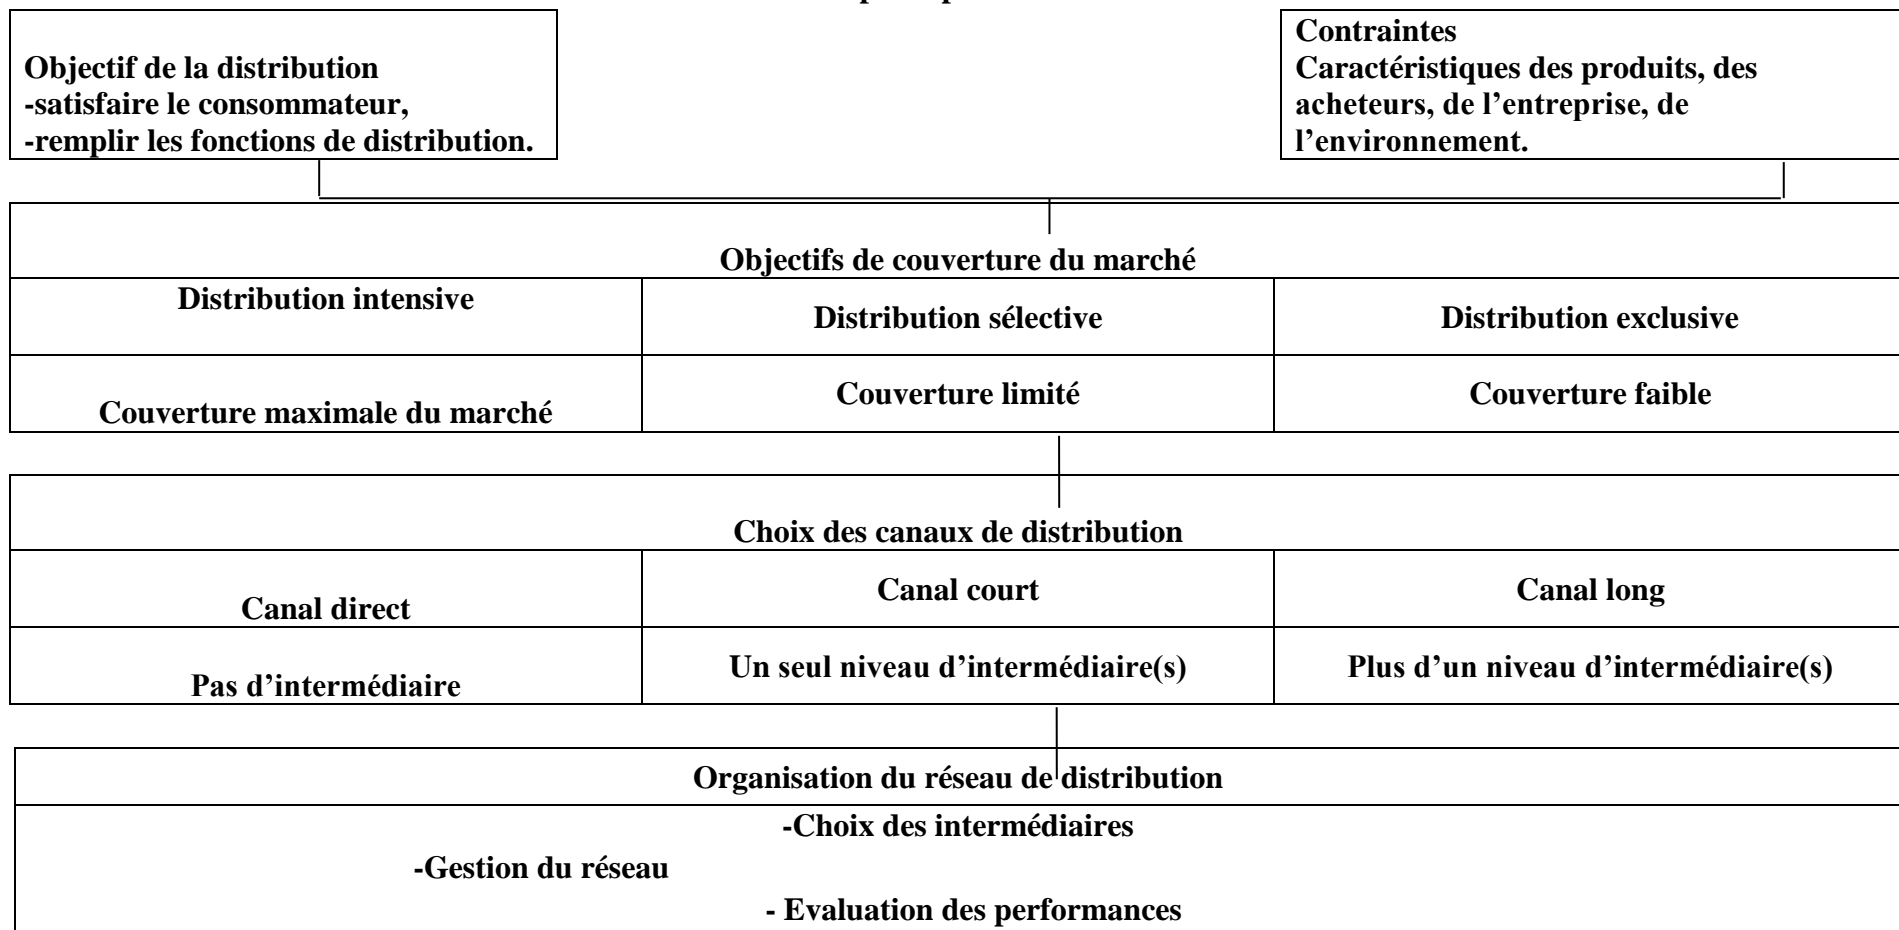 Objectif de la distribution
-satisfaire le consommateur,
-remplir les fonctions de distribution.
Contraintes
Caractéristiques des produits, des
acheteurs, de l’entreprise, de
l’environnement.
Objectifs de couverture du marché
Distribution intensive
Distribution sélective
Distribution exclusive
Couverture maximale du marché
Couverture limité
Couverture faible
Choix des canaux de distribution
Canal direct
Canal court
Canal long
Pas d’intermédiaire
Un seul niveau d’intermédiaire(s)
Plus d’un niveau d’intermédiaire(s)
Organisation du réseau de distribution
-Choix des intermédiaires
-Gestion du réseau
- Evaluation des performances